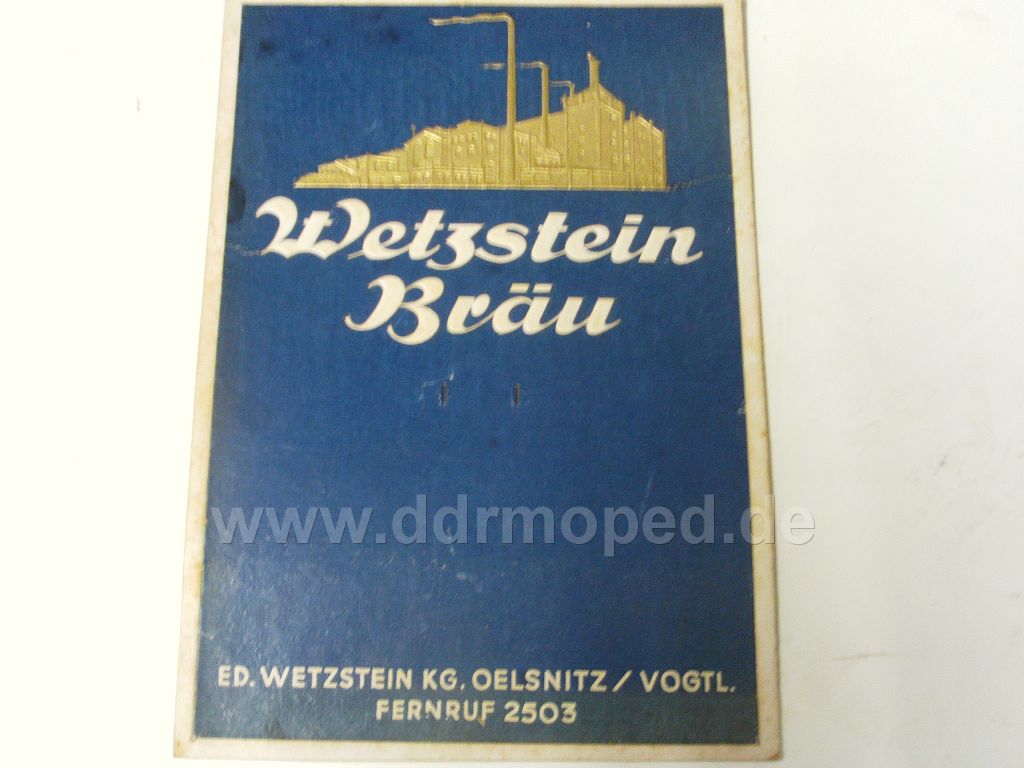 Wetzstein
Bräu
www.ddrmoped.de
ED. WETZSTEIN KG. OELSNITZ / VOGTL.
FERNRUF 2503